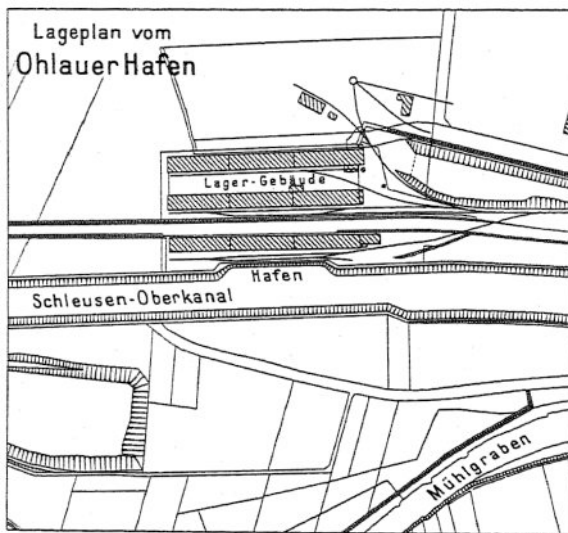 Lageplan vom
Ohlauer Hafen
Lager-Gebäude
Hafen
Schleusen-Oberkanal
Mühlgraben